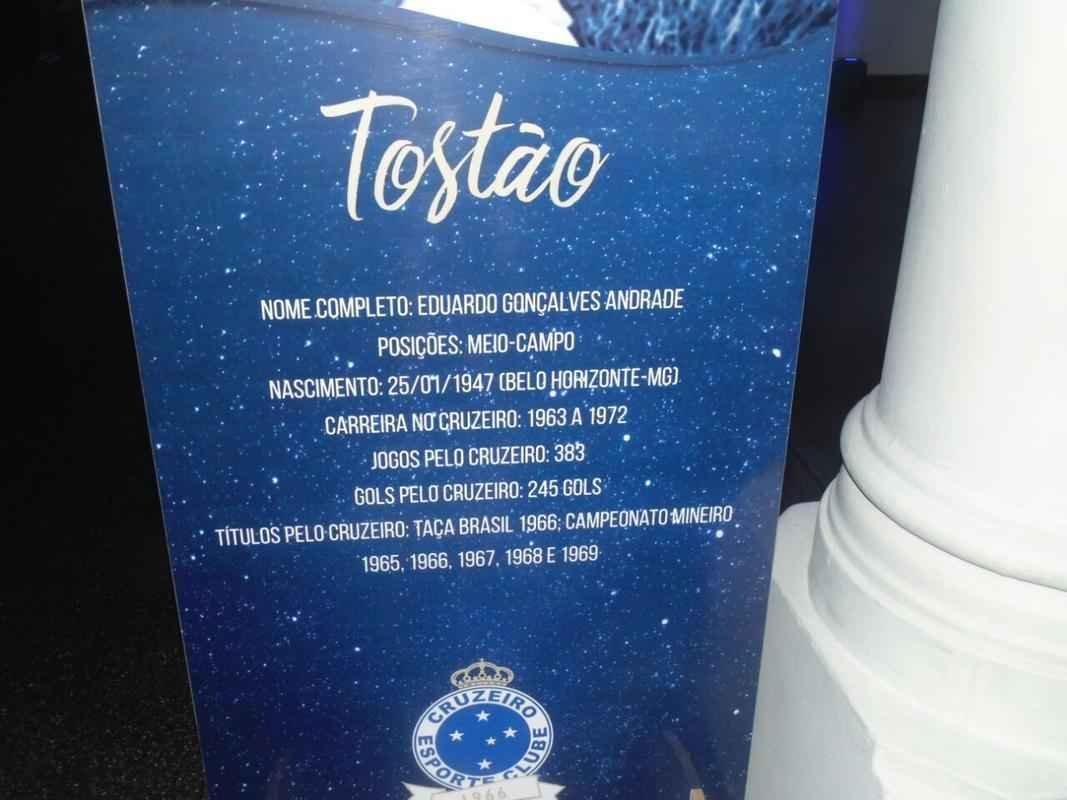 Tostão
NOME COMPLETO: EDUARDO GONÇALVES ANDRADE
POSIÇÕES: MEIO-CAMPO
NASCIMENTO: 25/01/1947 (BELO HORIZONTE-MG)
CARREIRA NO CRUZEIRO: 1963 A 1972
JOGOS PELO CRUZEIRO: 383
GOLS PELO CRUZEIRO: 245 GOLS
TÍTULOS PELO CRUZEIRO: TAÇA BRASIL 1966; CAMPEONATO MINEIRO
1965, 1966, 1967, 1968 E 1969
CRUZEIRO
ESPORTE CLUBE
1966